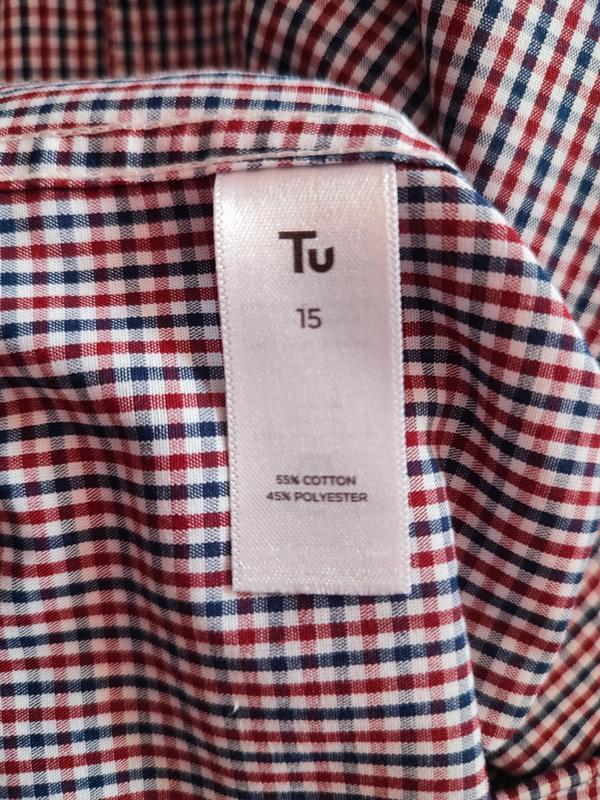 Tu
15
55% COTTON
45% POLYESTER